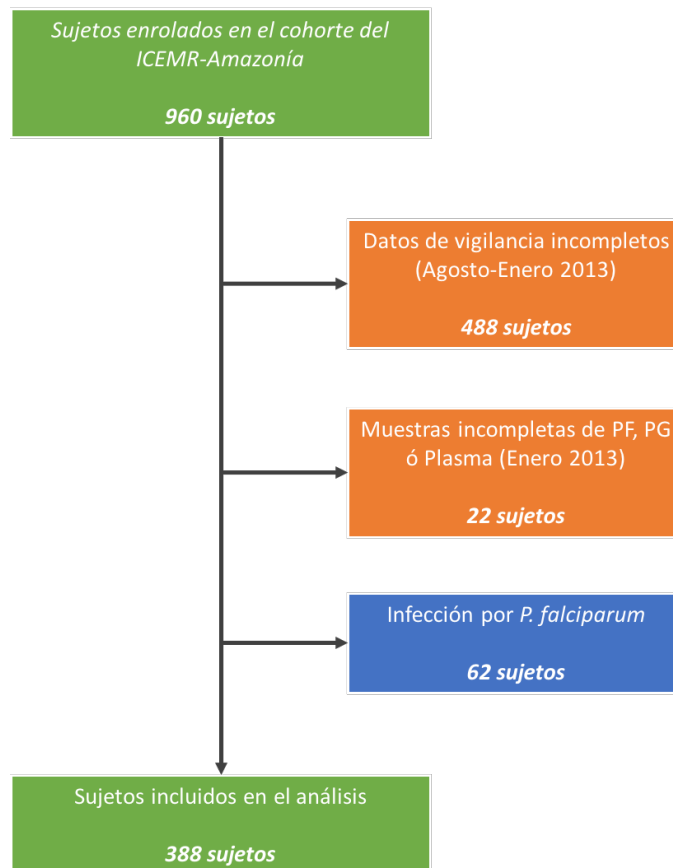 Sujetos enrolados en el cohorte del
ICEMR-Amazonía
960 sujetos
Datos de vigilancia incompletos
(Agosto-Enero 2013)
488 sujetos
Muestras incompletas de PF, PG
ó Plasma (Enero 2013)
22 sujetos
Infección por P. falciparum
62 sujetos
Sujetos incluidos en el análisis
388 sujetos